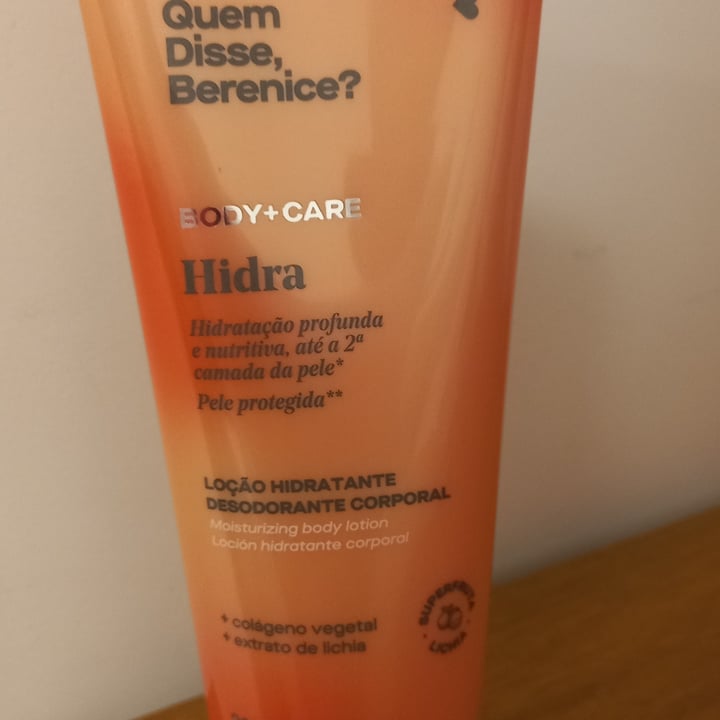 Quem
Disse,
Berenice?
BODY+CARE
Hidra
Hidratação profunda
e nutritiva, até a 2ª
camada da pele*
Pele protegida**
LOÇÃO HIDRATANTE
DESODORANTE CORPORAL
Moisturizing body lotion
Loción hidratante corporal
+ colágeno vegetal
+ extrato de lichia
SUPERFRUTA
LICHIA